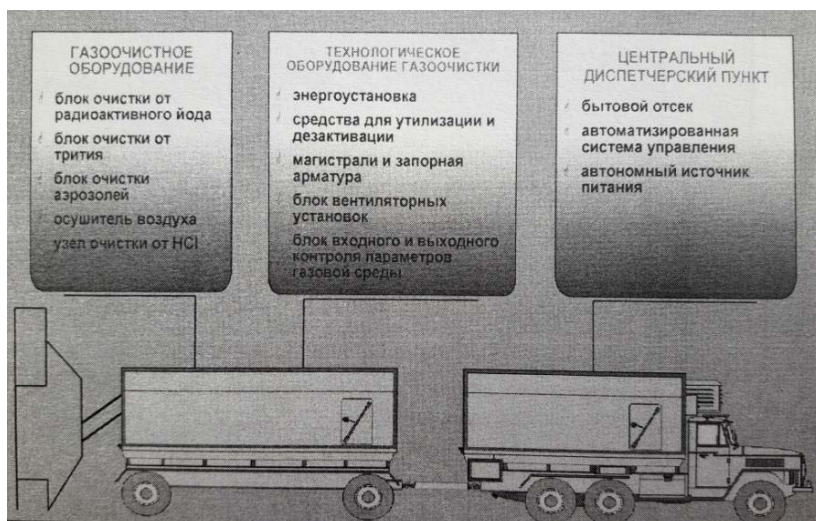 ГАЗООЧИСТНОЕ
ОБОРУДОВАНИЕ
блок очистки от
радиоактивного йода
блок очистки от
трития
блок очистки
аэрозолей
осушитель воздуха
узел очистки от HCl
ТЕХНОЛОГИЧЕСКОЕ
ОБОРУДОВАНИЕ ГАЗООЧИСТКИ
энергоустановка
средства для утилизации и
дезактивации
магистрали и запорная
арматура
блок вентиляторных
установок
блок входного и выходного
контроля параметров
газовой среды
ЦЕНТРАЛЬНЫЙ
ДИСПЕТЧЕРСКИЙ ПУНКТ
бытовой отсек
автоматизированная
система управления
автономный источник
питания